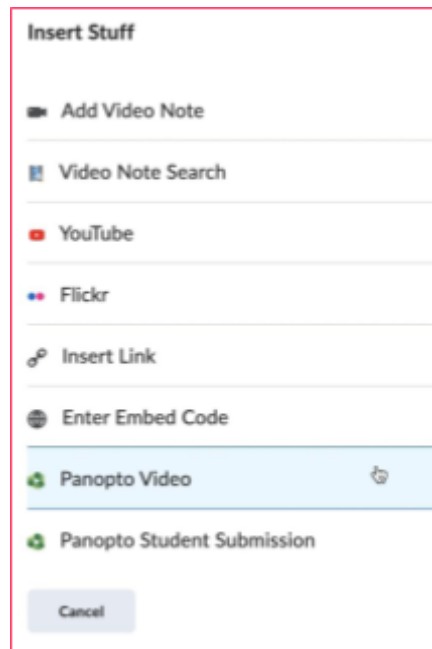 Insert Stuff
Add Video Note
Video Note Search
YouTube
Flickr
Insert Link
Enter Embed Code
Panopto Video
Panopto Student Submission
Cancel